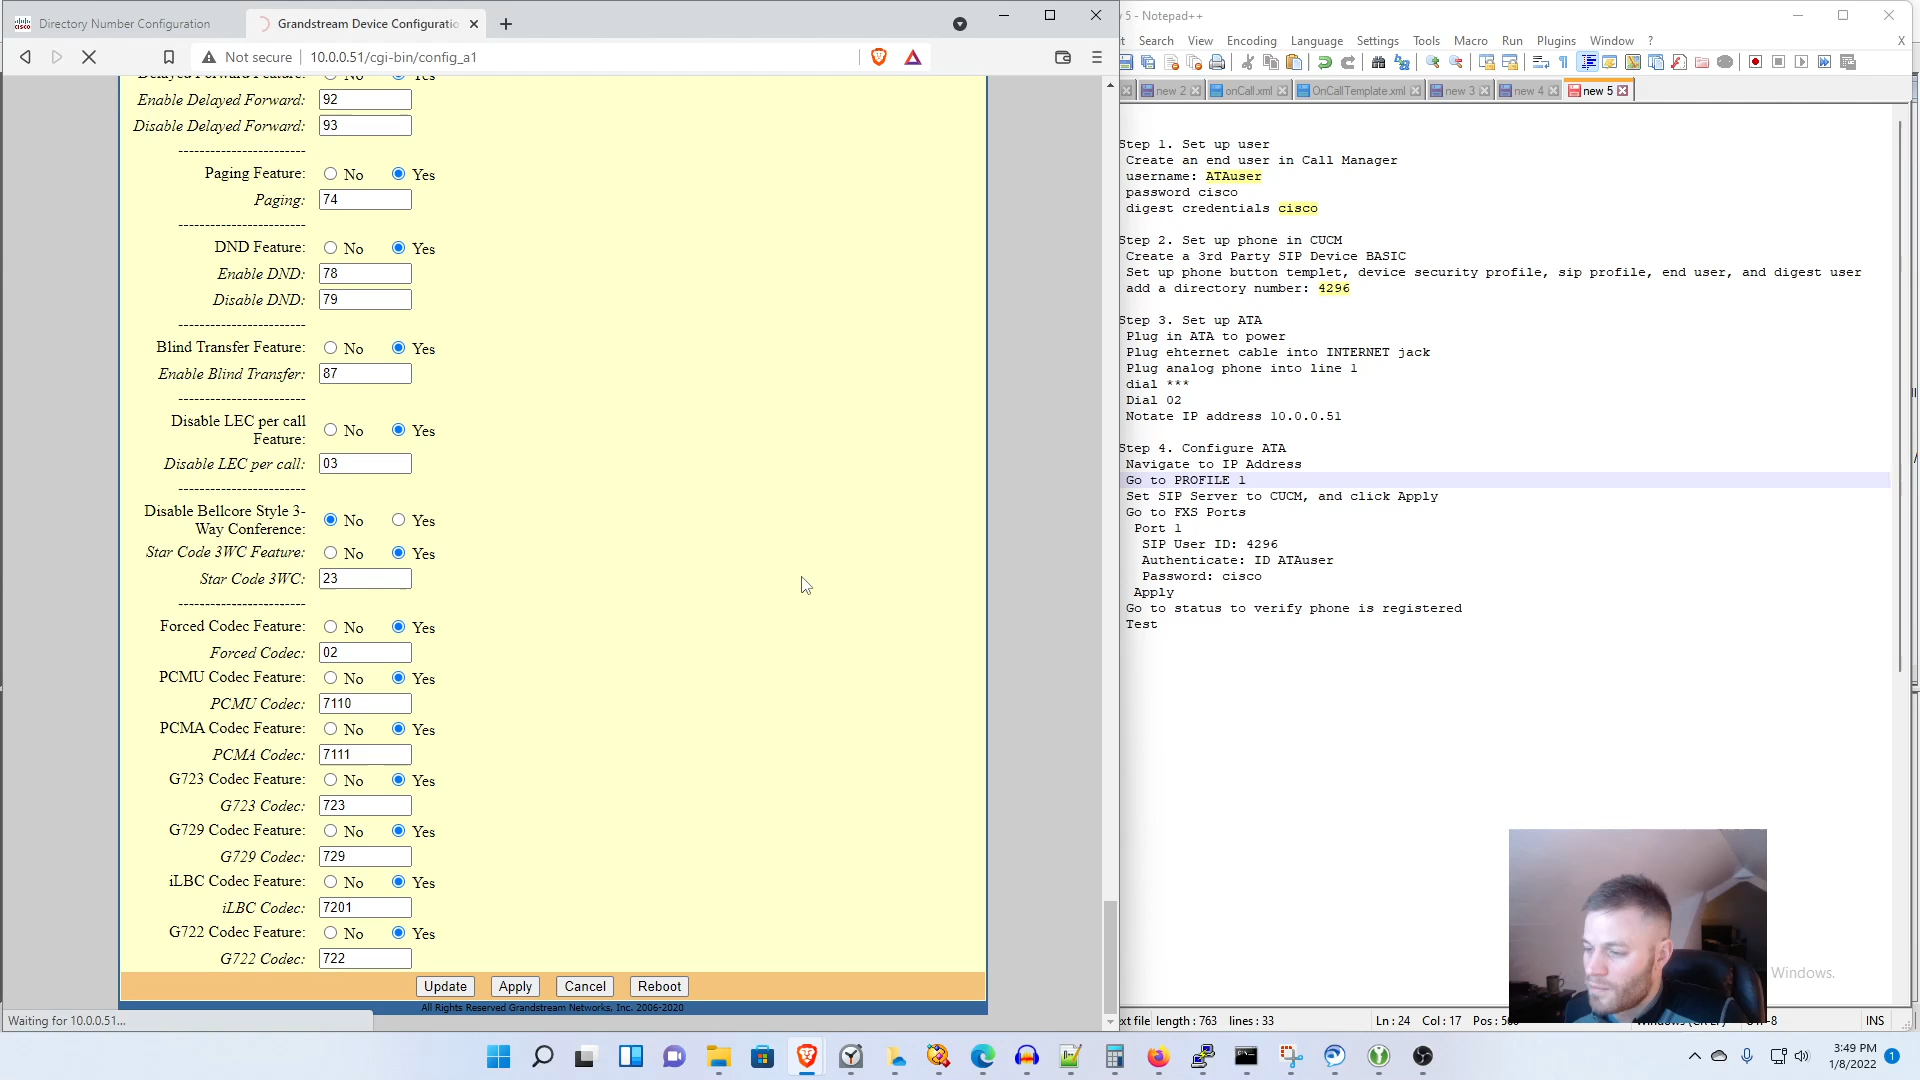 Directory Number Configuration
Grandstream Device Configuratio
Not secure
10.0.0.51/cgi-bin/config_a1
Yes
Enable Delayed Forward:
92
Disable Delayed Forward:
93
------------------------
Paging Feature:
No
Yes
Paging:
74
------------------------
DND Feature:
No
Yes
Enable DND:
78
Disable DND:
79
------------------------
Blind Transfer Feature:
No
Yes
Enable Blind Transfer:
87
------------------------
Disable LEC per call
Feature:
No
Yes
Disable LEC per call:
03
------------------------
Disable Bellcore Style 3-
Way Conference:
No
Yes
Star Code 3WC Feature:
No
Yes
Star Code 3WC:
23
------------------------
Forced Codec Feature:
No
Yes
Forced Codec:
02
PCMU Codec Feature:
No
Yes
PCMU Codec:
7110
PCMA Codec Feature:
No
Yes
PCMA Codec:
7111
G723 Codec Feature:
No
Yes
G723 Codec:
723
G729 Codec Feature:
No
Yes
G729 Codec:
729
iLBC Codec Feature:
No
Yes
iLBC Codec:
7201
G722 Codec Feature:
No
Yes
G722 Codec:
722
Update
Apply
Cancel
Reboot
All Rights Reserved Grandstream Networks, Inc. 2006-2020
Waiting for 10.0.0.51...
5 - Notepad++
Search View Encoding Language Settings Tools Macro Run Plugins Window ?
X
new 2
onCall.xml
OnCallTemplate.xml
new 3
new 4
new 5
Step 1. Set up user
Create an end user in Call Manager
username: ATAuser
password cisco
digest credentials cisco
Step 2. Set up phone in CUCM
Create a 3rd Party SIP Device BASIC
Set up phone button templet, device security profile, sip profile, end user, and digest user
add a directory number: 4296
Step 3. Set up ATA
Plug in ATA to power
Plug ehternet cable into INTERNET jack
Plug analog phone into line 1
dial ***
Dial 02
Notate IP address 10.0.0.51
Step 4. Configure ATA
Navigate to IP Address
Go to PROFILE 1
Set SIP Server to CUCM, and click Apply
Go to FXS Ports
Port 1
SIP User ID: 4296
Authenticate: ID ATAuser
Password: cisco
Apply
Go to status to verify phone is registered
Test
Windows.
xt file
length : 763
lines : 33
Ln : 24
Col : 17
INS
3:49 PM
1/8/2022
1